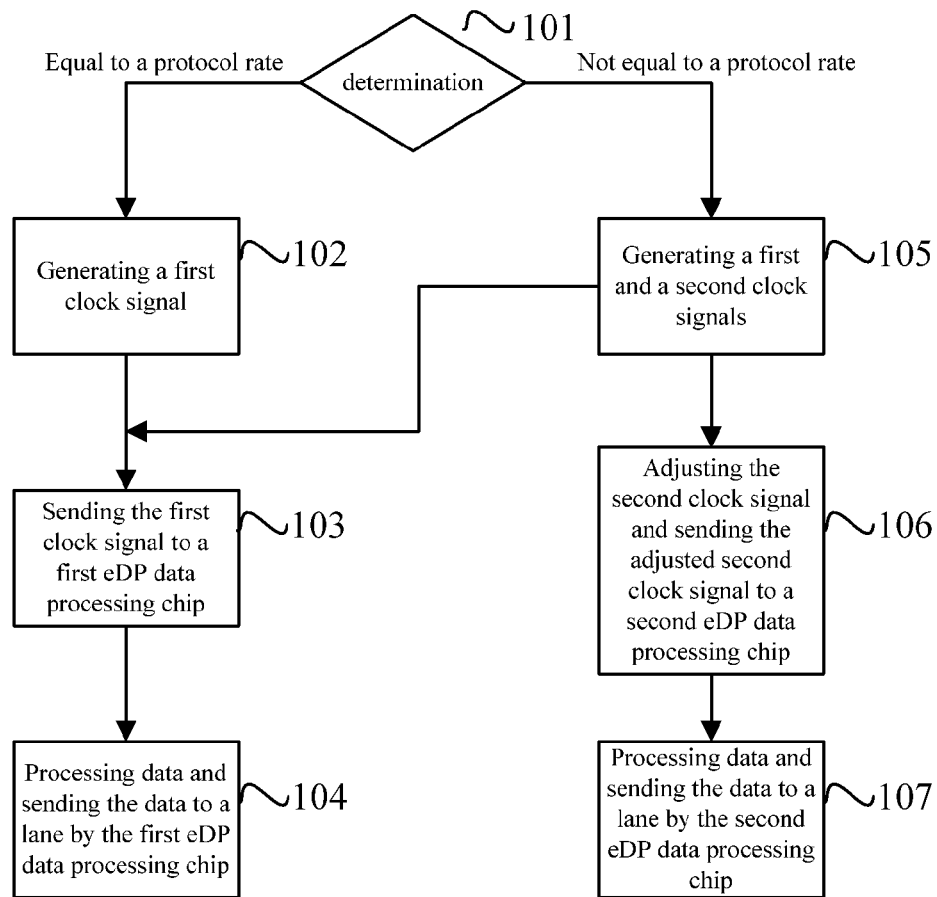 101
Equal to a protocol rate
determination
Not equal to a protocol rate
Generating a first
clock signal
102
Generating a first
and a second clock
signals
105
Sending the first
clock signal to a
first eDP data
processing chip
103
Adjusting the
second clock signal
and sending the
adjusted second
clock signal to a
second eDP data
processing chip
106
Processing data and
sending the data to a
lane by the first eDP
data processing chip
104
Processing data and
sending the data to a
lane by the second
eDP data processing
chip
107